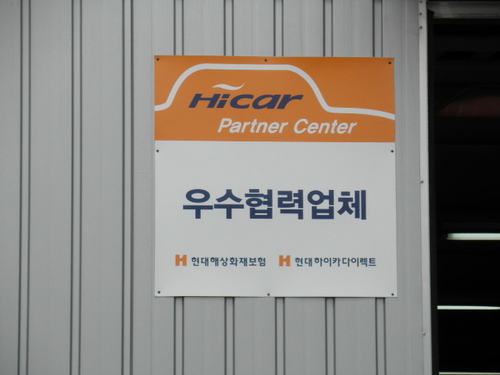 Hicar
Partner Center
우수협력업체
H 현대해상화재보험 H 현대하이카다이렉트